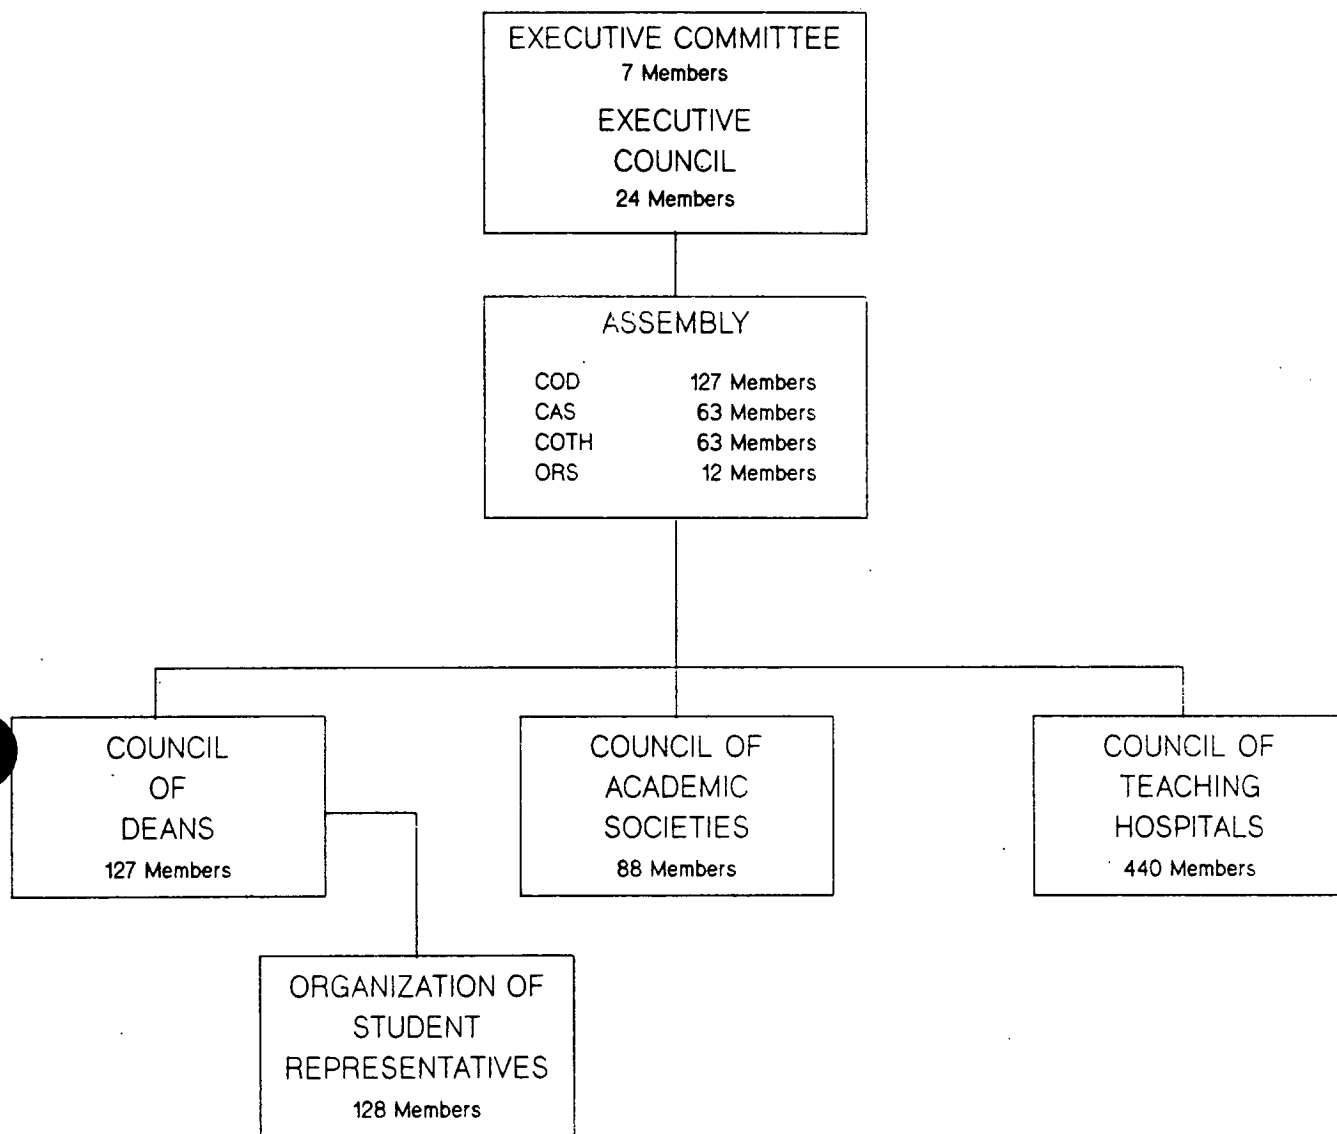 EXECUTIVE COMMITTEE
7 Members
EXECUTIVE
COUNCIL
24 Members
ASSEMBLY
COD 127 Members
CAS 63 Members
COTH 63 Members
ORS 12 Members
COUNCIL
OF
DEANS
127 Members
COUNCIL OF
ACADEMIC
SOCIETIES
88 Members
COUNCIL OF
TEACHING
HOSPITALS
440 Members
ORGANIZATION OF
STUDENT
REPRESENTATIVES
128 Members